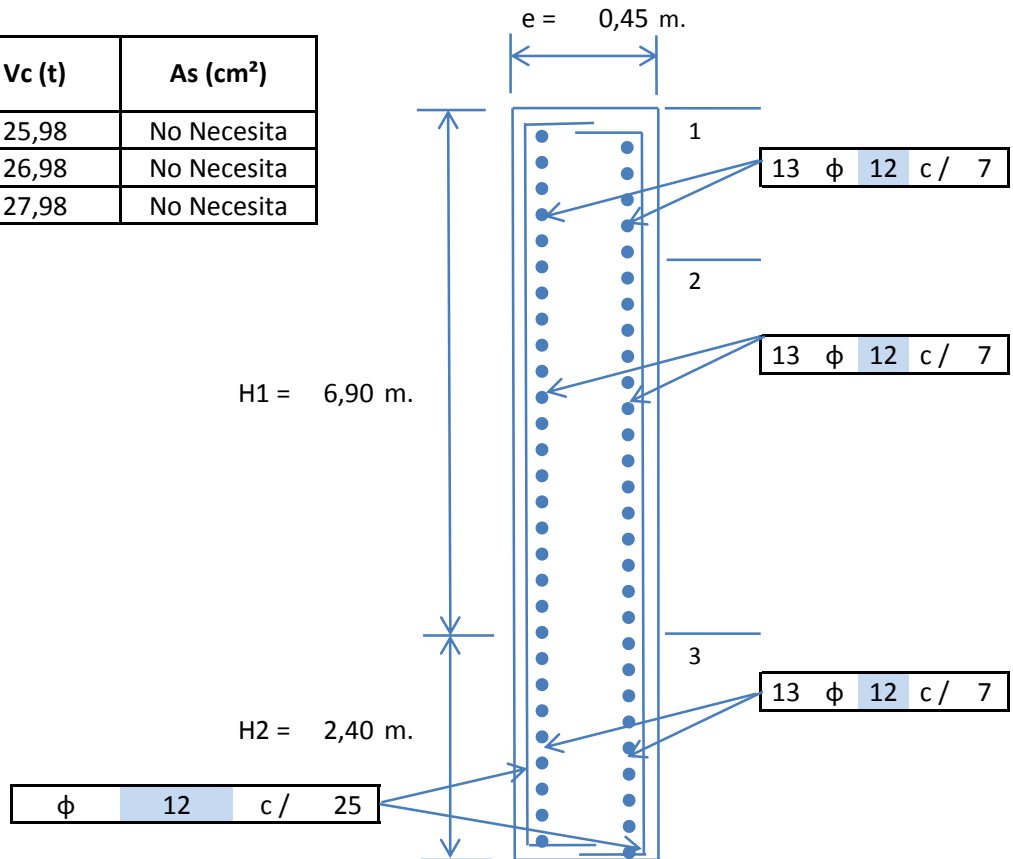 e = 0,45 m.
Vc (t) As (cm²)
25,98 No Necesita
26,98 No Necesita
27,98 No Necesita
1
13 ϕ 12 c / 7
2
13 ϕ 12 c / 7
H1 = 6,90 m.
3
13 ϕ 12 c / 7
H2 = 2,40 m.
ϕ 12 c / 25